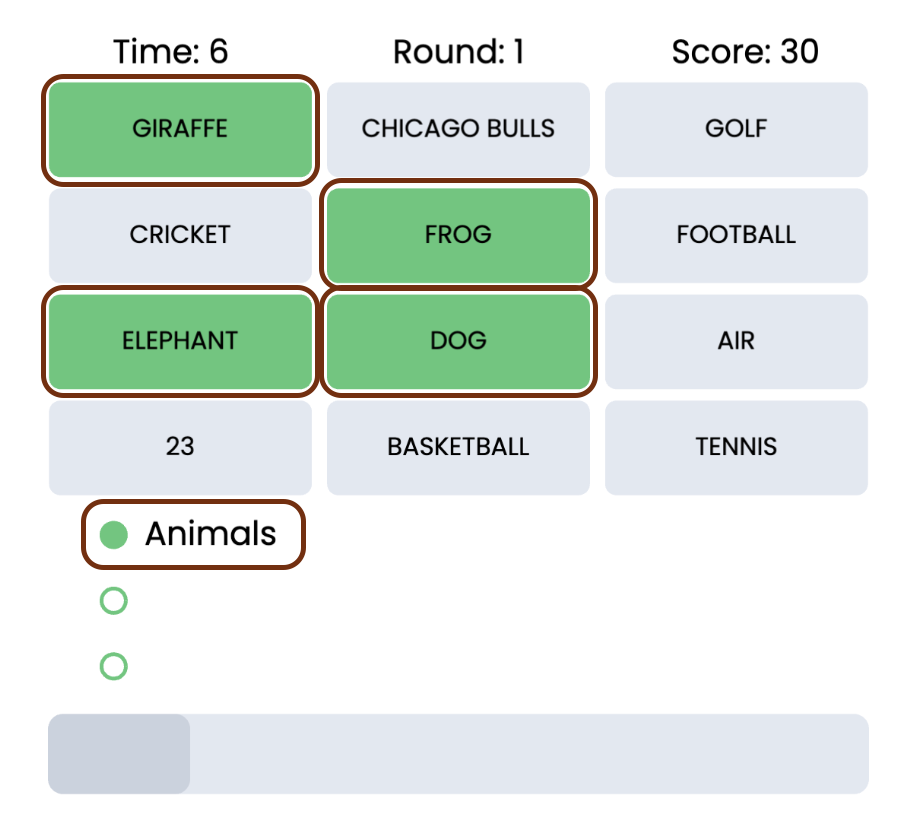 Time: 6 Round: 1 Score: 30
GIRAFFE CHICAGO BULLS GOLF
CRICKET FROG FOOTBALL
ELEPHANT DOG AIR
23 BASKETBALL TENNIS
Animals